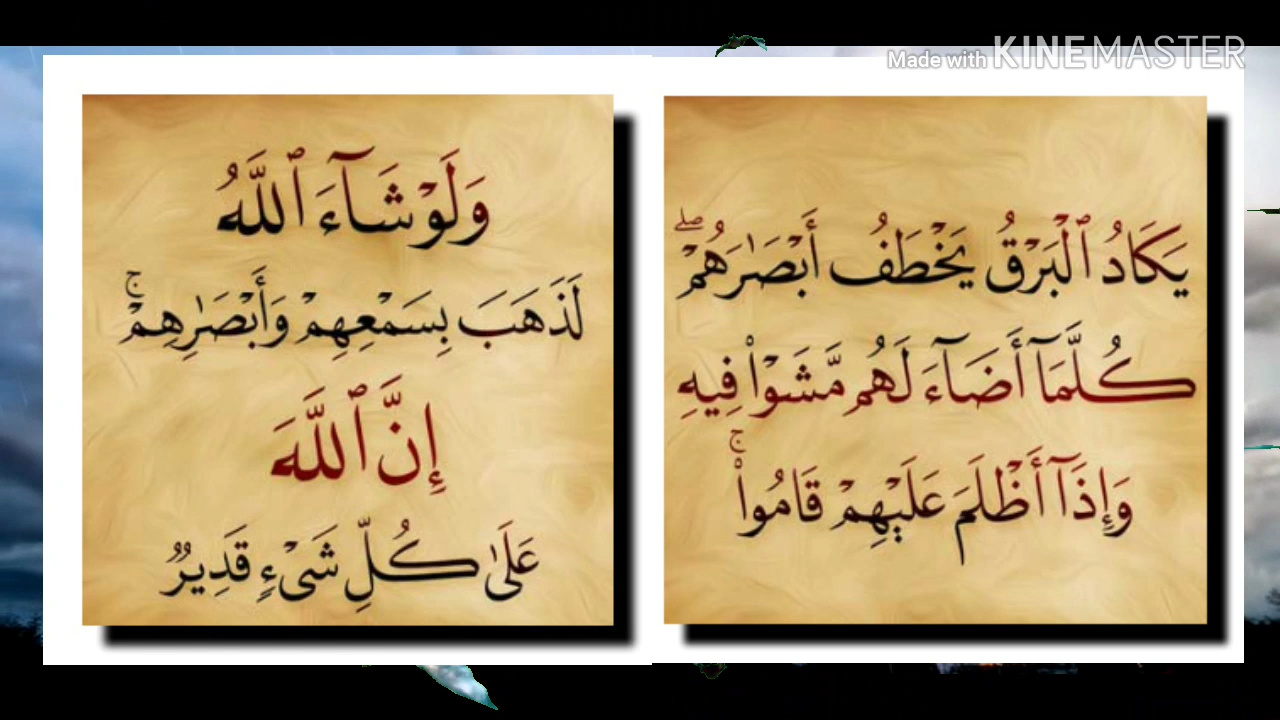 Made with KINEMASTER
يَكَادُ ٱلْبَرْقُ يَخْطَفُ أَبْصَٰرَهُمْ ۖ
كُلَّمَآ أَضَآءَ لَهُم مَّشَوْا۟ فِيهِ
وَإِذَآ أَظْلَمَ عَلَيْهِمْ قَامُوا۟ ۚ
وَلَوْ شَآءَ ٱللَّهُ
لَذَهَبَ بِسَمْعِهِمْ وَأَبْصَٰرِهِمْ ۚ
إِنَّ ٱللَّهَ
عَلَىٰ كُلِّ شَىْءٍ قَدِيرٌ